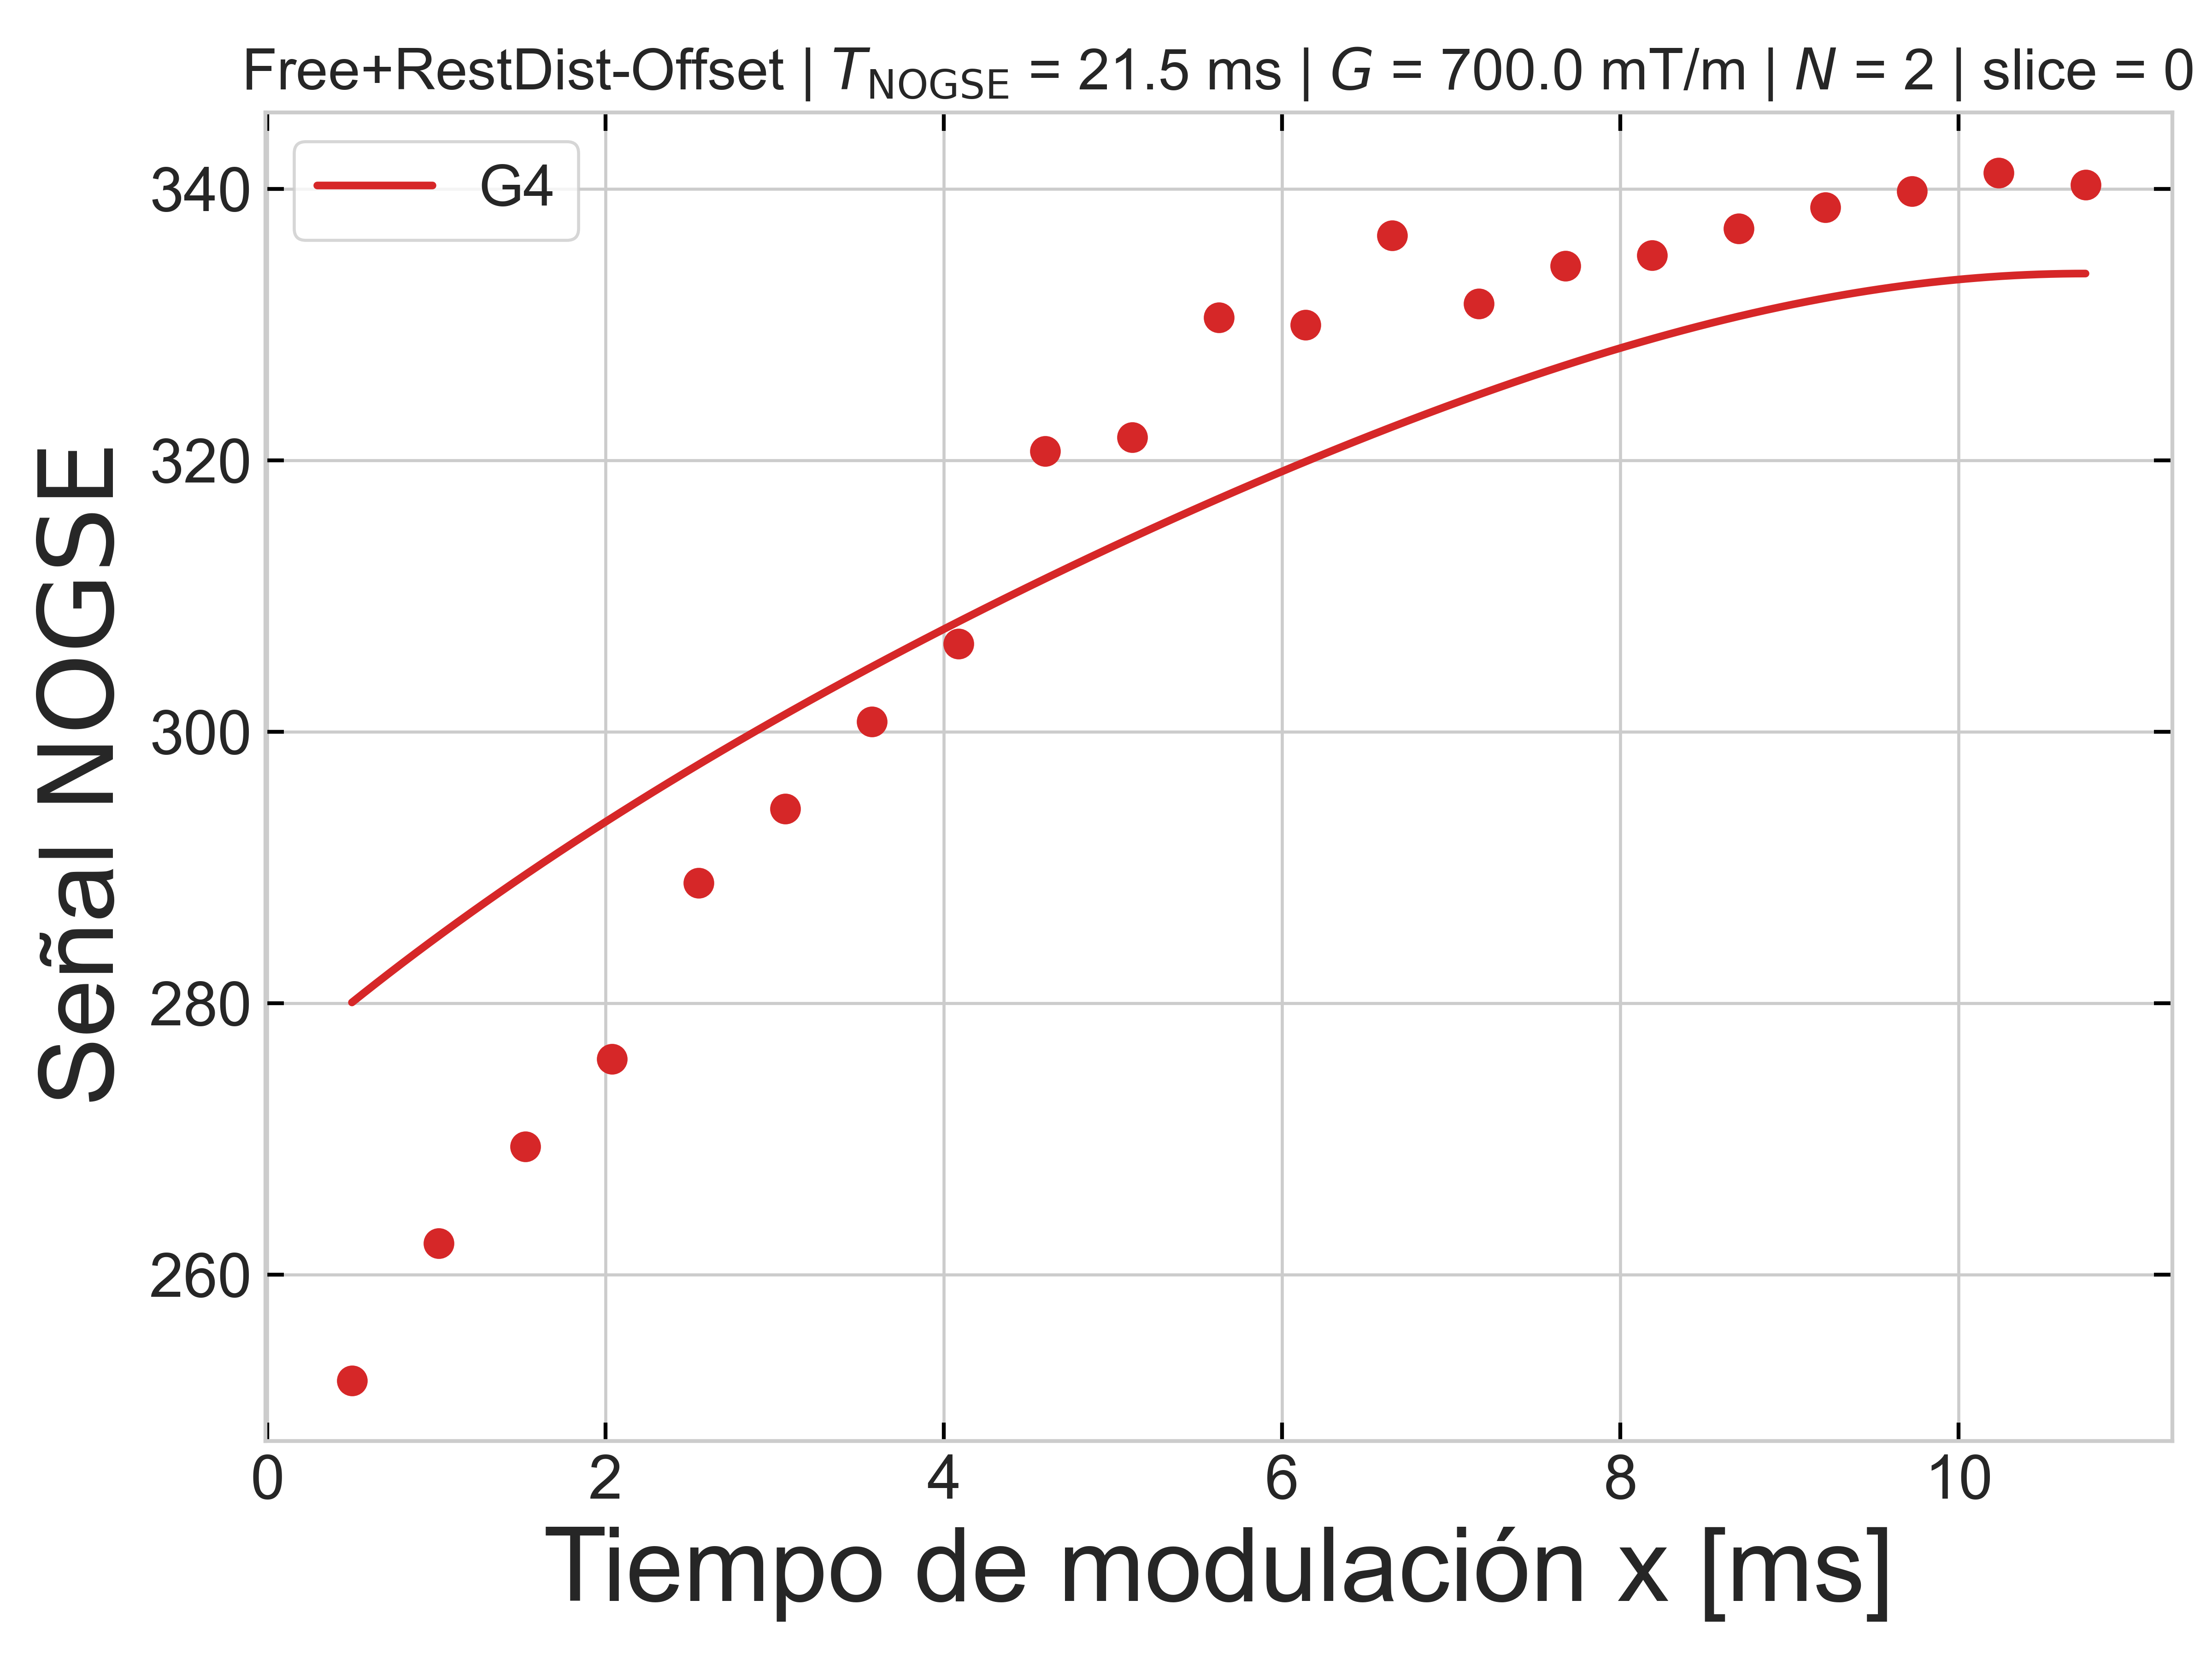 Free+RestDist-Offset | T_NOGSE = 21.5 ms | G = 700.0 mT/m | N = 2 | slice = 0
G4
340
320
300
280
260
Señal NOGSE
0 2 4 6 8 10
Tiempo de modulación x [ms]